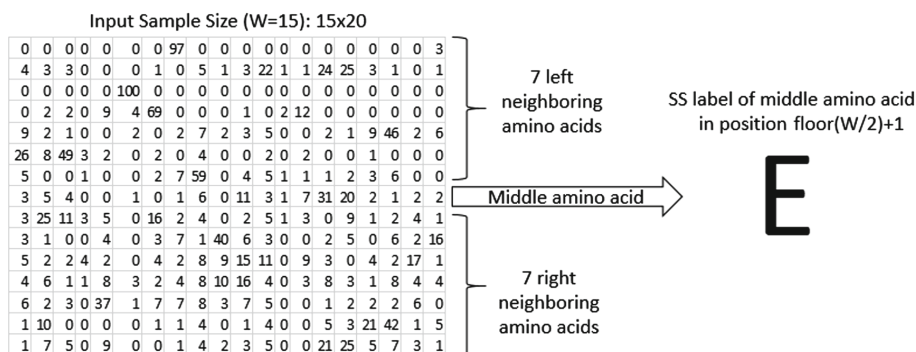 Input Sample Size (W=15): 15x20
0 0 0 0 0 0 0 97 0 0 0 0 0 0 0 0 0 0 0 3
4 3 3 0 0 0 1 0 5 1 3 22 1 1 24 25 3 1 0 1
0 0 0 0 0 100 0 0 0 0 0 0 0 0 0 0 0 0 0 0
0 2 2 0 9 4 69 0 0 0 1 0 2 12 0 0 0 0 0 0
9 2 1 0 0 2 0 2 7 2 3 5 0 0 2 1 9 46 2 6
26 8 49 3 2 0 2 0 4 0 0 2 0 2 0 0 1 0 0 0
5 0 0 1 0 0 2 7 59 0 4 5 1 1 1 2 3 6 0 0
3 5 4 0 0 1 0 1 6 0 11 3 1 7 31 20 2 1 2 2
3 25 11 3 5 0 16 2 4 0 2 5 1 3 0 9 1 2 4 1
3 1 0 0 4 0 3 7 1 40 6 3 0 0 2 5 0 6 2 16
5 2 2 4 2 0 4 2 8 9 15 11 0 9 3 0 4 2 17 1
4 6 1 1 8 3 2 4 8 10 16 4 0 3 8 3 1 8 4 4
6 2 3 0 37 1 7 7 8 3 7 5 0 0 1 2 2 2 6 0
1 10 0 0 0 0 1 1 4 0 1 4 0 0 5 3 21 42 1 5
1 7 5 0 9 0 0 1 4 2 3 5 0 0 21 25 5 7 3 1
7 left
neighboring
amino acids
Middle amino acid
7 right
neighboring
amino acids
SS label of middle amino acid
in position floor(W/2)+1
E